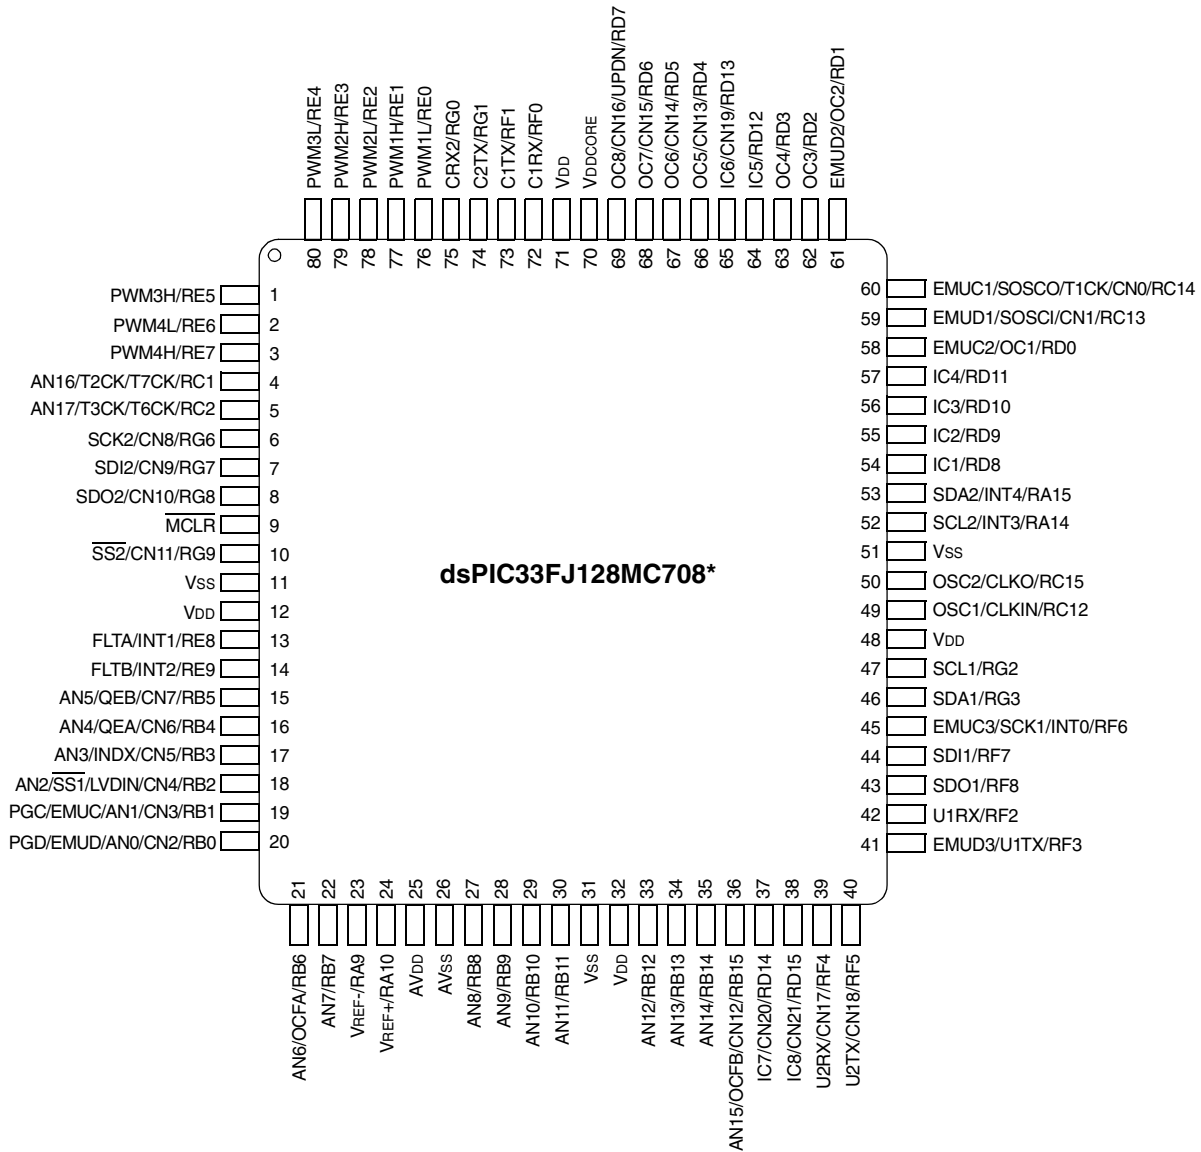 PWM3L/RE4
PWM2H/RE3
PWM2L/RE2
PWM1H/RE1
PWM1L/RE0
CRX2/RG0
C2TX/RG1
C1TX/RF1
C1RX/RF0
VDD
VDDCORE
OC8/CN16/UPDN/RD7
OC7/CN15/RD6
OC6/CN14/RD5
OC5/CN13/RD4
IC6/CN19/RD13
IC5/RD12
OC4/RD3
OC3/RD2
EMUD2/OC2/RD1
80 79 78 77 76 75 74 73 72 71 70 69 68 67 66 65 64 63 62 61
PWM3H/RE5 1
PWM4L/RE6 2
PWM4H/RE7 3
AN16/T2CK/T7CK/RC1 4
AN17/T3CK/T6CK/RC2 5
SCK2/CN8/RG6 6
SDI2/CN9/RG7 7
SDO2/CN10/RG8 8
MCLR 9
SS2/CN11/RG9 10
VSS 11
VDD 12
FLTA/INT1/RE8 13
FLTB/INT2/RE9 14
AN5/QEB/CN7/RB5 15
AN4/QEA/CN6/RB4 16
AN3/INDX/CN5/RB3 17
AN2/SS1/LVDIN/CN4/RB2 18
PGC/EMUC/AN1/CN3/RB1 19
PGD/EMUD/AN0/CN2/RB0 20
dsPIC33FJ128MC708*
60 EMUC1/SOSCO/T1CK/CN0/RC14
59 EMUD1/SOSCI/CN1/RC13
58 EMUC2/OC1/RD0
57 IC4/RD11
56 IC3/RD10
55 IC2/RD9
54 IC1/RD8
53 SDA2/INT4/RA15
52 SCL2/INT3/RA14
51 VSS
50 OSC2/CLKO/RC15
49 OSC1/CLKIN/RC12
48 VDD
47 SCL1/RG2
46 SDA1/RG3
45 EMUC3/SCK1/INT0/RF6
44 SDI1/RF7
43 SDO1/RF8
42 U1RX/RF2
41 EMUD3/U1TX/RF3
21 22 23 24 25 26 27 28 29 30 31 32 33 34 35 36 37 38 39 40
AN6/OCFA/RB6
AN7/RB7
VREF-/RA9
VREF+/RA10
AVDD
AVSS
AN8/RB8
AN9/RB9
AN10/RB10
AN11/RB11
VSS
VDD
AN12/RB12
AN13/RB13
AN14/RB14
AN15/OCFB/CN12/RB15
IC7/CN20/RD14
IC8/CN21/RD15
U2RX/CN17/RF4
U2TX/CN18/RF5